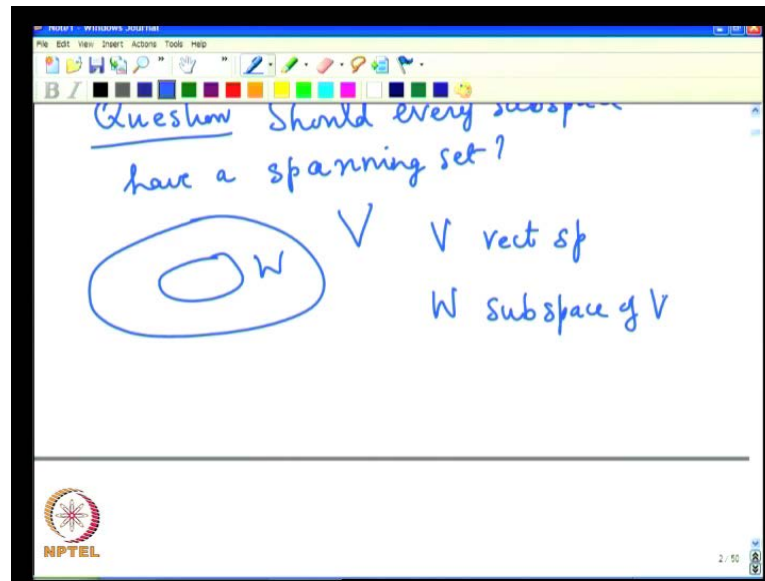 Note1 - Windows Journal
File Edit View Insert Actions Tools Help
B I
Question Should every subspace
have a spanning set?
V V vect sp
W
W subspace of V
NPTEL
2/50